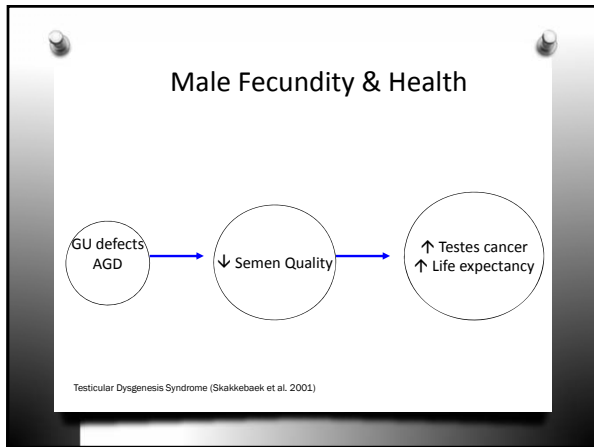 Male Fecundity & Health
GU defects
AGD
↓ Semen Quality
↑ Testes cancer
↑ Life expectancy
Testicular Dysgenesis Syndrome (Skakkebaek et al. 2001)